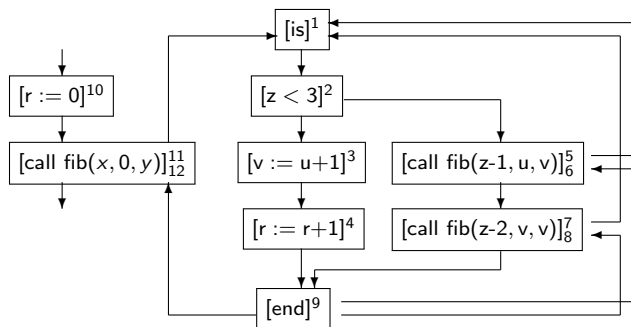 [is]¹
[r := 0]¹⁰
[z < 3]²
[call fib(x, 0, y)]¹¹₁₂
[v := u+1]³
[call fib(z-1, u, v)]⁵₆
[r := r+1]⁴
[call fib(z-2, v, v)]⁷₈
[end]⁹